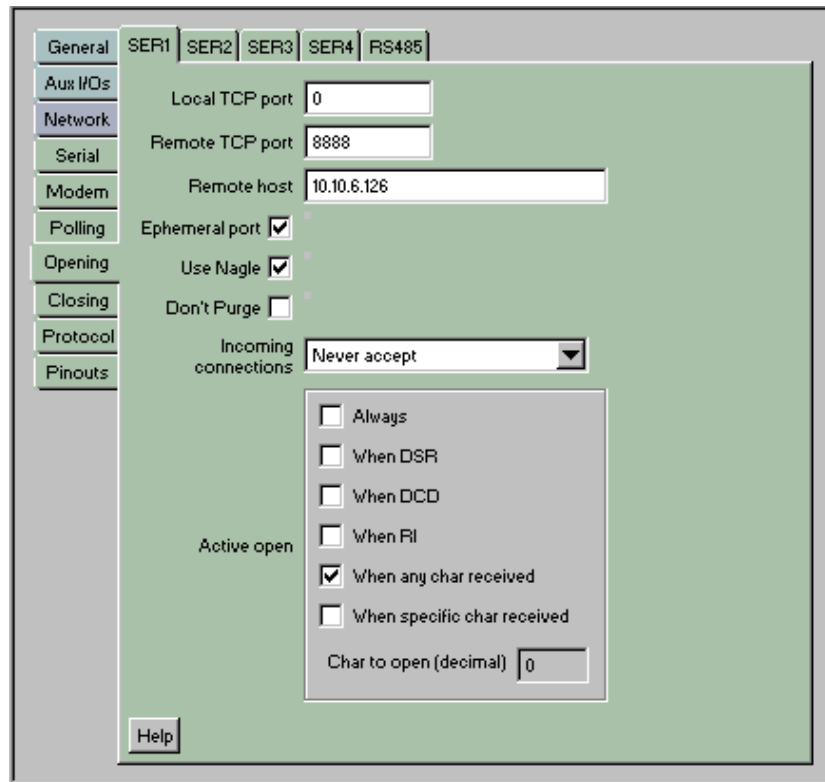 General
Aux I/Os
Network
Serial
Modem
Polling
Opening
Closing
Protocol
Pinouts
SER1 SER2 SER3 SER4 RS485
Local TCP port 0
Remote TCP port 8888
Remote host 10.10.6.126
Ephemeral port
Use Nagle
Don't Purge
Incoming
connections
Never accept
Active open
Always
When DSR
When DCD
When RI
When any char received
When specific char received
Char to open (decimal) 0
Help